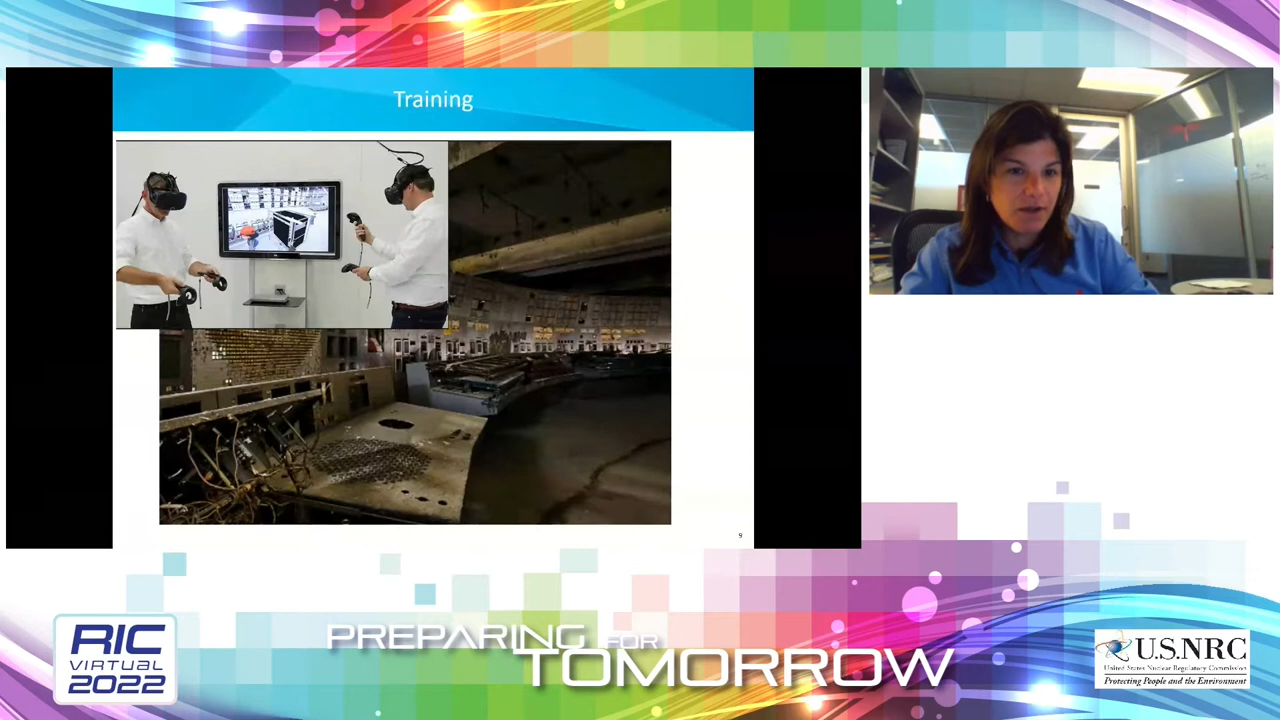 Training
9
RIC
VIRTUAL
2022
PREPARING FOR
TOMORROW
U.S.NRC
United States Nuclear Regulatory Commission
Protecting People and the Environment